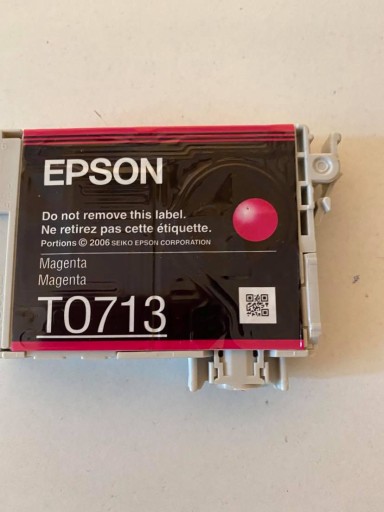 EPSON
Do not remove this label.
Ne retirez pas cette étiquette.
Portions © 2006 SEIKO EPSON CORPORATION
Magenta
Magenta
T0713